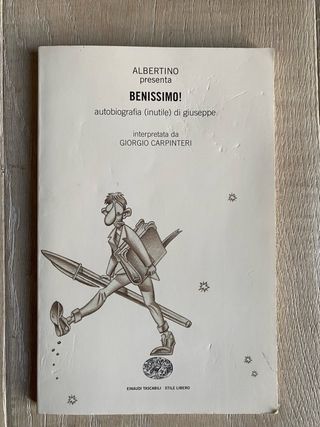 ALBERTINO
presenta
BENISSIMO!
autobiografia (inutile) di giuseppe
interpretata da
GIORGIO CARPINTERI
EINAUDI TASCABILI STILE LIBERO